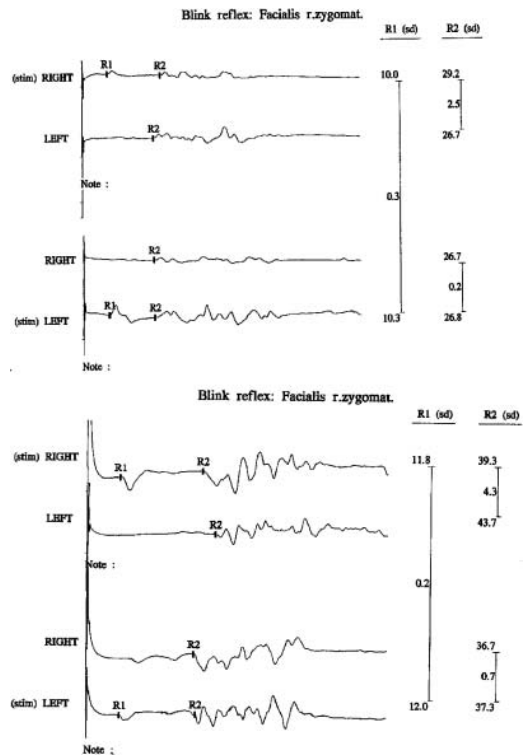 Blink reflex: Facialis r.zygomat.
R1 (sd) R2 (sd)
R1 R2
(stim) RIGHT 10.0 29.2
2.5
R2
LEFT 26.7
Note :
0.3
R2
RIGHT 26.7
0.2
R1 R2
(stim) LEFT 10.3 26.8
Note :
Blink reflex: Facialis r.zygomat.
R1 (sd) R2 (sd)
(stim) RIGHT 11.8 39.3
R1 R2
4.3
LEFT 43.7
R2
Note :
0.2
RIGHT 36.7
R2
0.7
(stim) LEFT 12.0 37.3
R1 R2
Note ;